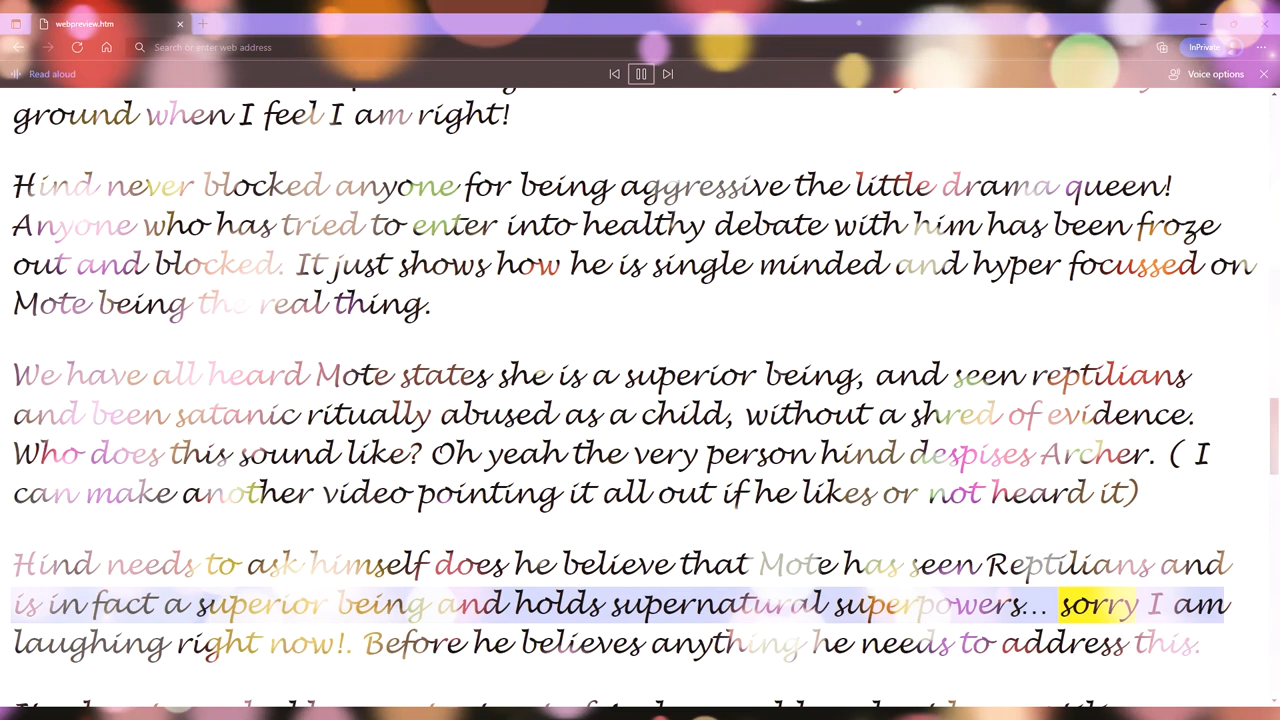 webpreview.htm
Search or enter web address
InPrivate
Read aloud
Voice options
ground when I feel I am right!
Hind never blocked anyone for being aggressive the little drama queen!
Anyone who has tried to enter into healthy debate with him has been froze
out and blocked. It just shows how he is single minded and hyper focussed on
Mote being the real thing.
We have all heard Mote states she is a superior being, and seen reptilians
and been satanic ritually abused as a child, without a shred of evidence.
Who does this sound like? Oh yeah the very person hind despises Archer. ( I
can make another video pointing it all out if he likes or not heard it)
Hind needs to ask himself does he believe that Mote has seen Reptilians and
is in fact a superior being and holds supernatural superpowers... sorry I am
laughing right now!. Before he believes anything he needs to address this.